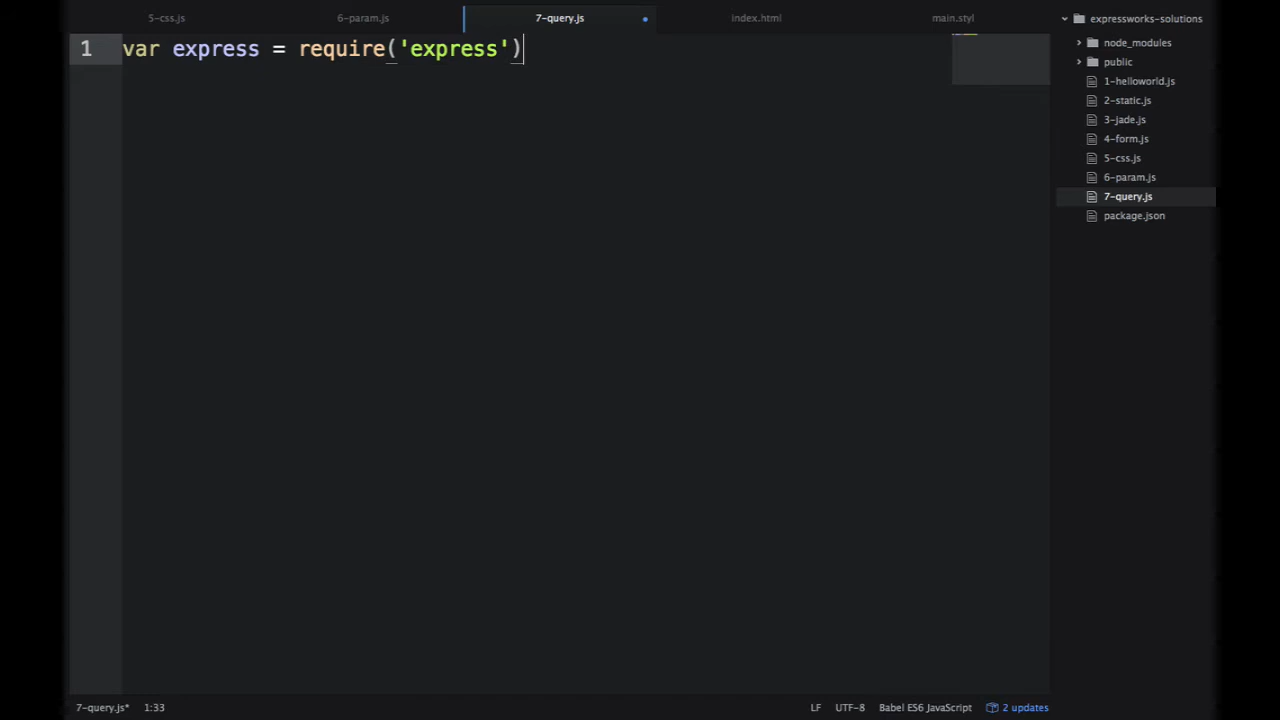 5-css.js
6-param.js
7-query.js
index.html
main.styl
1 var express = require('express')
expressworks-solutions
node_modules
public
1-helloworld.js
2-static.js
3-jade.js
4-form.js
5-css.js
6-param.js
7-query.js
package.json
7-query.js* 1:33 LF UTF-8 Babel ES6 JavaScript 2 updates